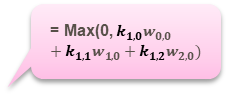 = Max(0, k₁,₀w₀,₀
+ k₁,₁w₁,₀ + k₁,₂w₂,₀)